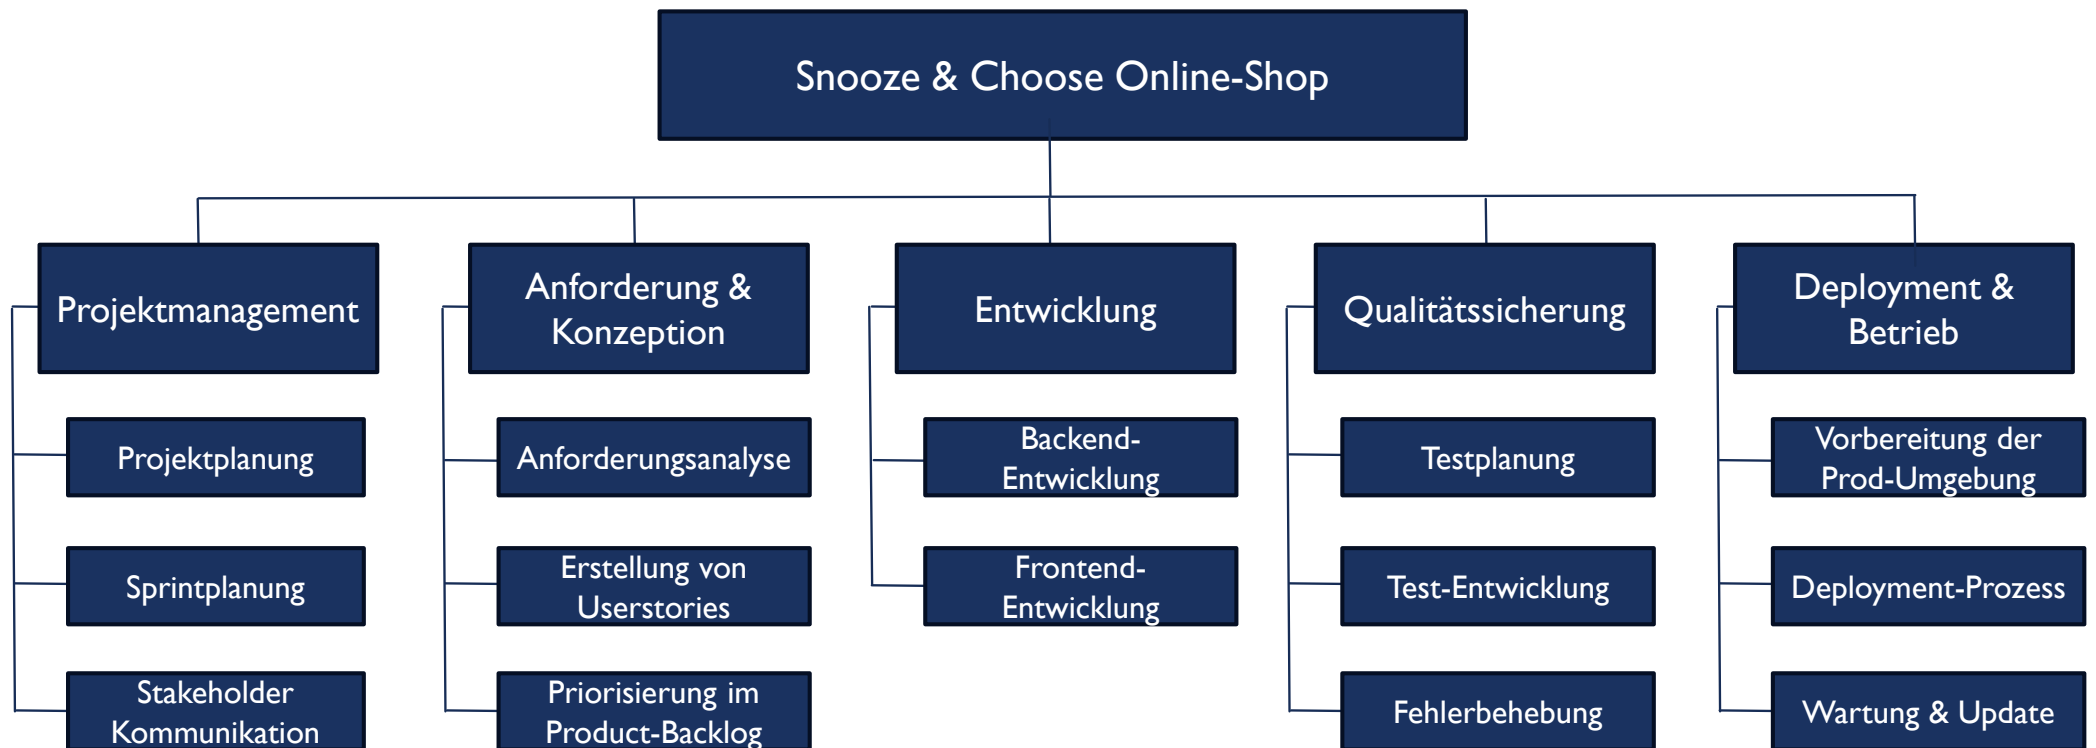 Snooze & Choose Online-Shop
Projektmanagement
Anforderung &
Konzeption
Entwicklung
Qualitätssicherung
Deployment &
Betrieb
Projektplanung
Anforderungsanalyse
Backend-
Entwicklung
Testplanung
Vorbereitung der
Prod-Umgebung
Sprintplanung
Erstellung von
Userstories
Frontend-
Entwicklung
Test-Entwicklung
Deployment-Prozess
Stakeholder
Kommunikation
Priorisierung im
Product-Backlog
Fehlerbehebung
Wartung & Update